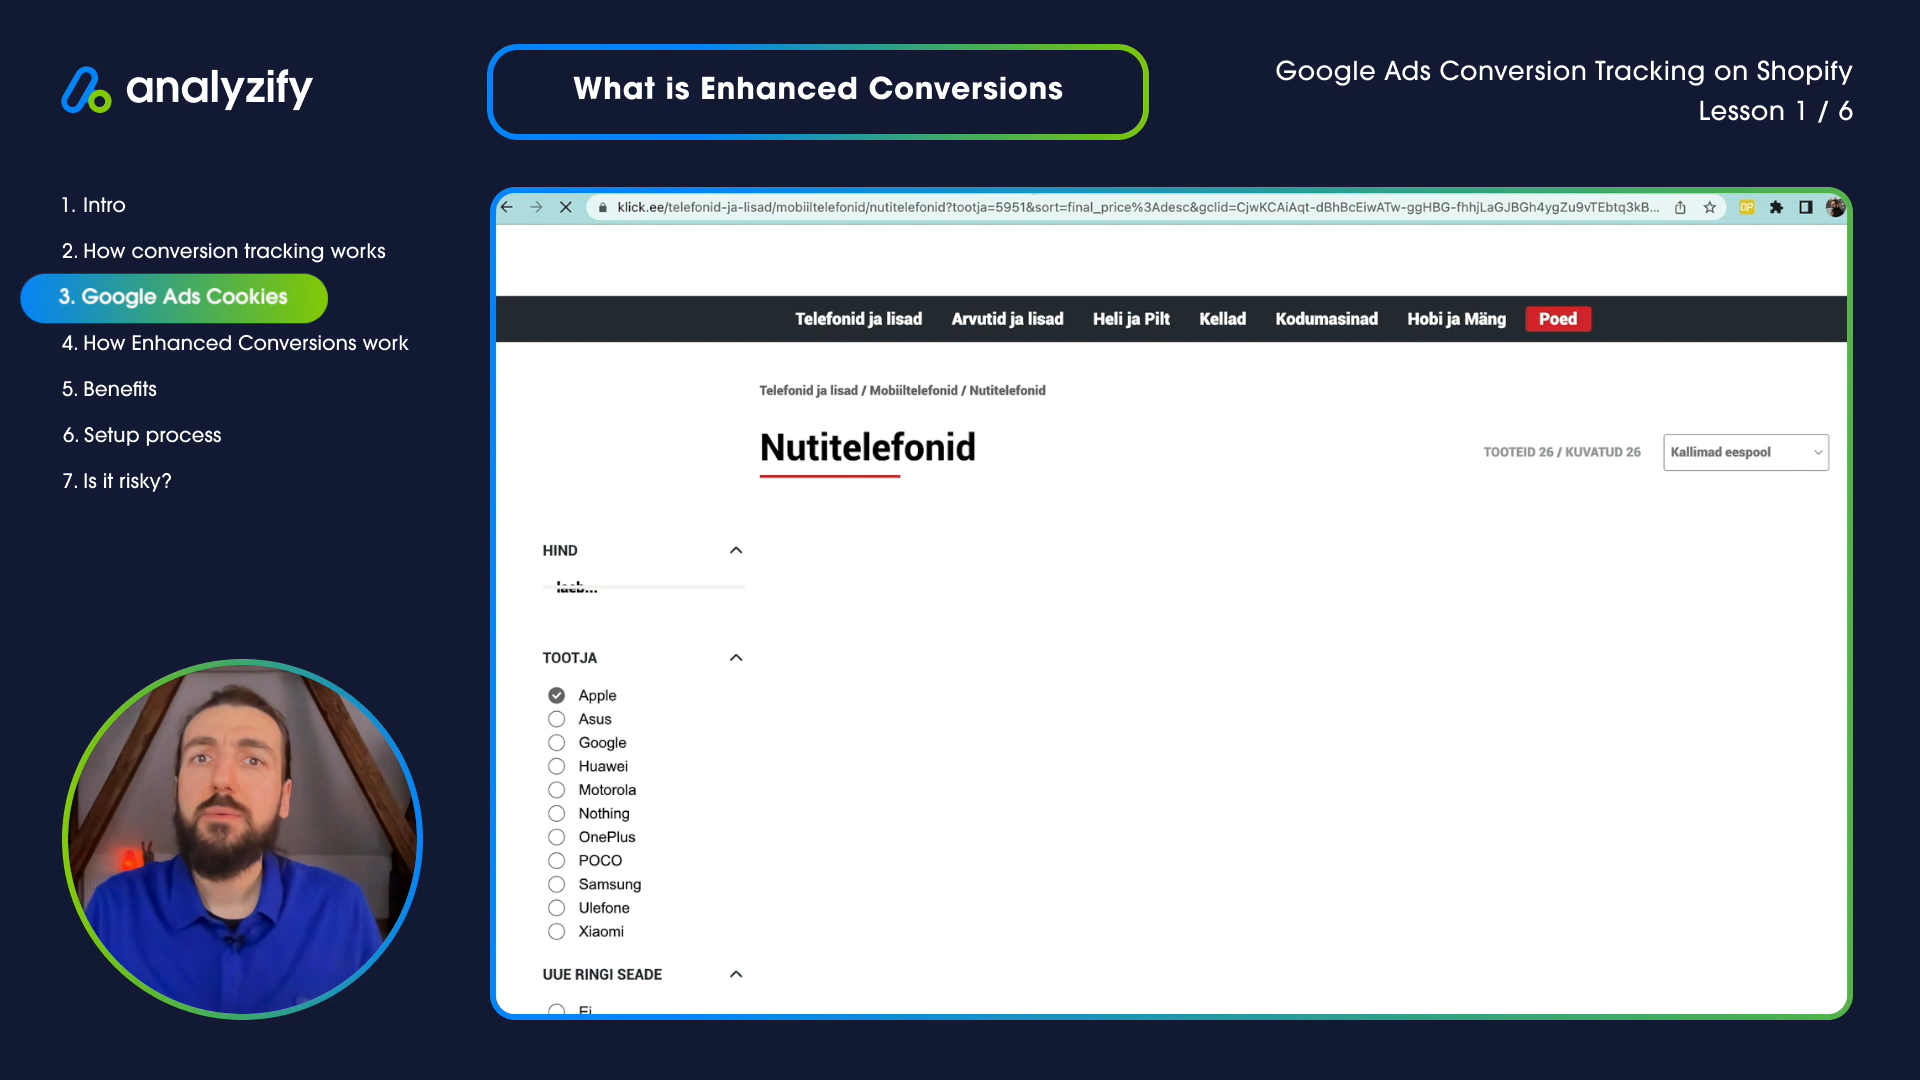 analyzify
What is Enhanced Conversions
Google Ads Conversion Tracking on Shopify
Lesson 1 / 6
1. Intro
2. How conversion tracking works
3. Google Ads Cookies
4. How Enhanced Conversions work
5. Benefits
6. Setup process
7. Is it risky?
klick.ee/telefonid-ja-lisad/mobiiltelefonid/nutitelefonid?tootja=5951&sort=final_price%3Adesc&gclid=CjwKCAiAqt-dBhBcEiwATw-ggHBG-fhhjLaGJBGh4ygZu9vTEbtq3kB...
Telefonid ja lisad Arvutid ja lisad Heli ja Pilt Kellad Kodumasinad Hobi ja Mäng Poed
Telefonid ja lisad / Mobiiltelefonid / Nutitelefonid
Nutitelefonid
TOOTEID 26 / KUVATUD 26
Kallimad eespool
HIND
laeb...
TOOTJA
Apple
Asus
Google
Huawei
Motorola
Nothing
OnePlus
POCO
Samsung
Ulefone
Xiaomi
UUE RINGI SEADE
Ei